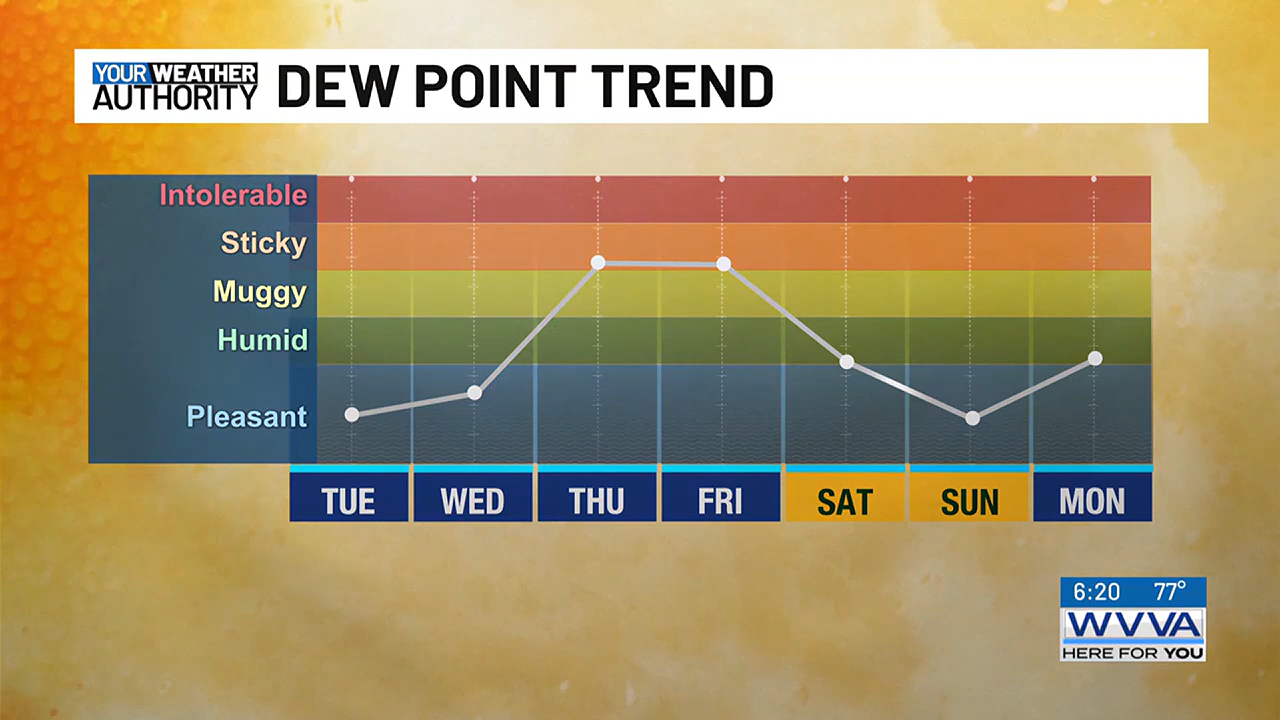 YOUR WEATHER
AUTHORITY
DEW POINT TREND
Intolerable
Sticky
Muggy
Humid
Pleasant
TUE WED THU FRI SAT SUN MON
6:20 77°
WVVA
HERE FOR YOU